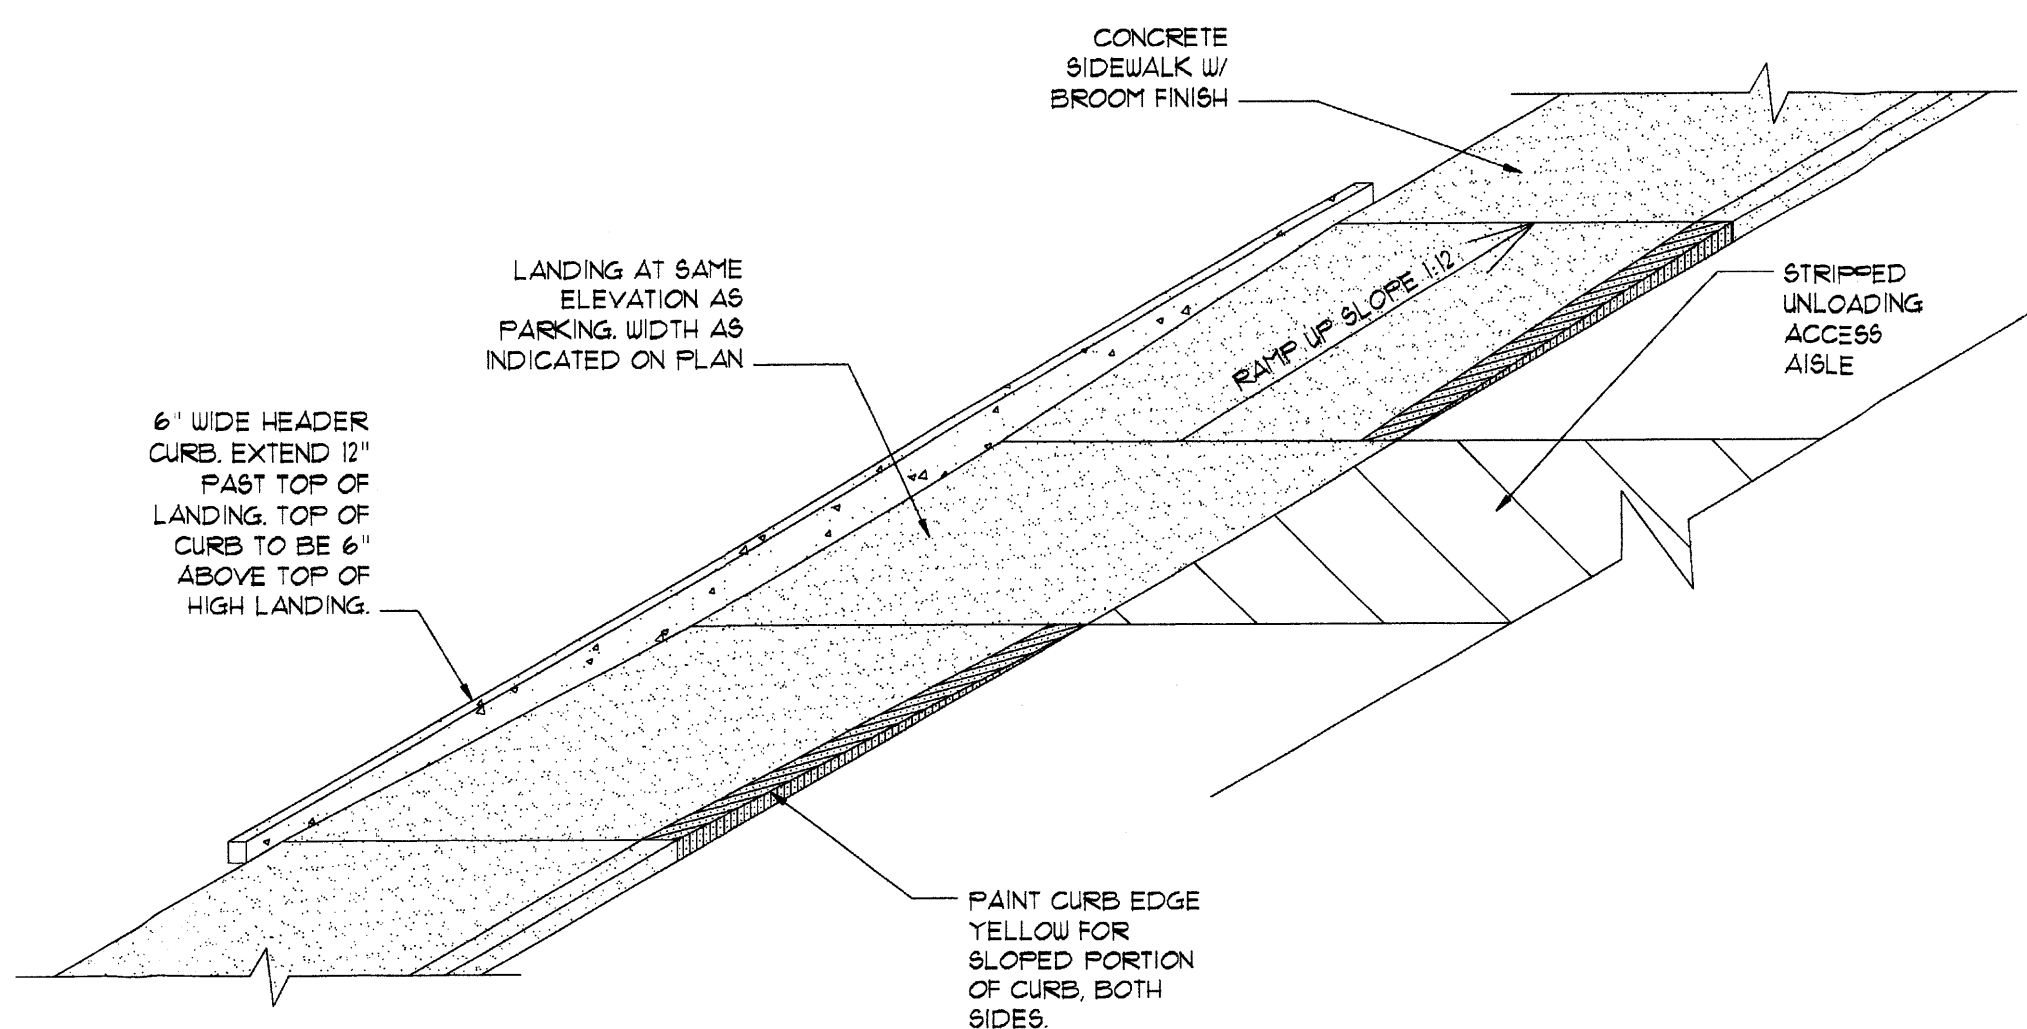 CONCRETE
SIDEWALK W/
BROOM FINISH
LANDING AT SAME
ELEVATION AS
PARKING. WIDTH AS
INDICATED ON PLAN
RAMP UP SLOPE 1:12
STRIPPED
UNLOADING
ACCESS
AISLE
6" WIDE HEADER
CURB. EXTEND 12"
PAST TOP OF
LANDING. TOP OF
CURB TO BE 6"
ABOVE TOP OF
HIGH LANDING.
PAINT CURB EDGE
YELLOW FOR
SLOPED PORTION
OF CURB, BOTH
SIDES.